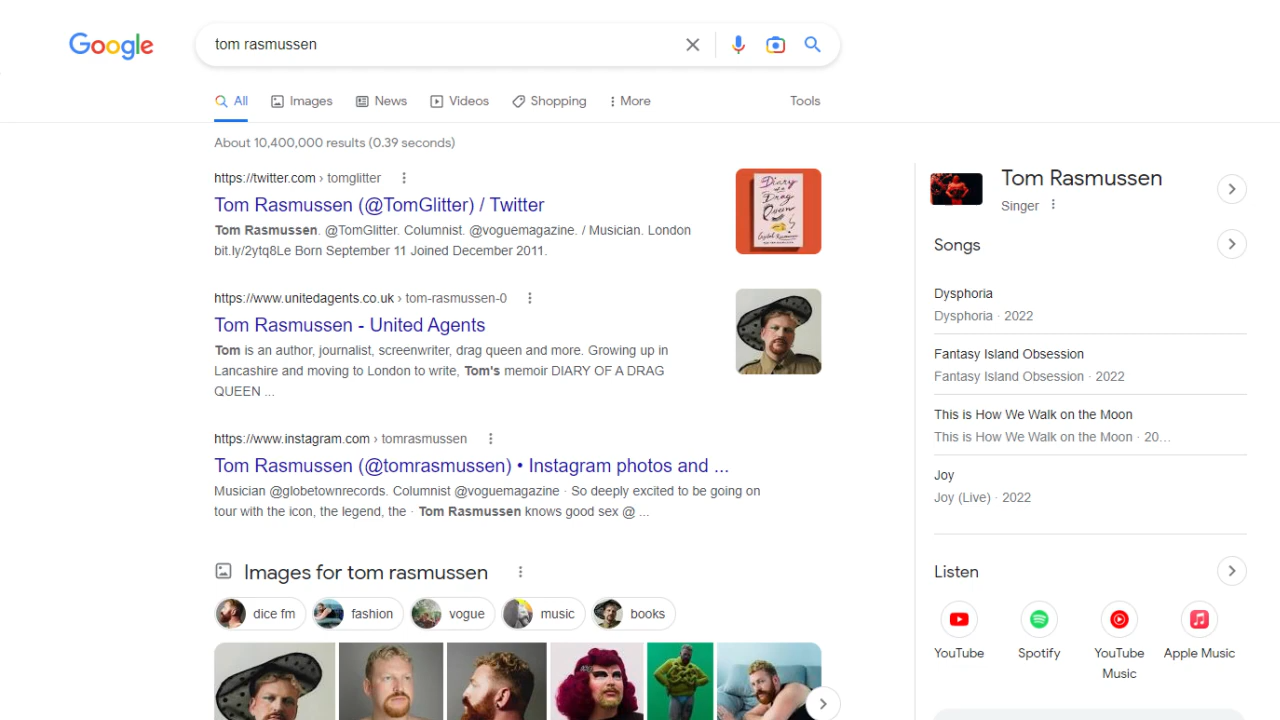 Google
tom rasmussen
All
Images
News
Videos
Shopping
More
Tools
About 10,400,000 results (0.39 seconds)
https://twitter.com › tomglitter
Tom Rasmussen (@TomGlitter) / Twitter
Tom Rasmussen. @TomGlitter. Columnist. @voguemagazine. / Musician. London
bit.ly/2ytq8Le Born September 11 Joined December 2011.
Diary
of a
Drag
Queen
https://www.unitedagents.co.uk › tom-rasmussen-0
Tom Rasmussen - United Agents
Tom is an author, journalist, screenwriter, drag queen and more. Growing up in
Lancashire and moving to London to write, Tom's memoir DIARY OF A DRAG
QUEEN ...
https://www.instagram.com › tomrasmussen
Tom Rasmussen (@tomrasmussen) • Instagram photos and ...
Musician @globetownrecords. Columnist @voguemagazine · So deeply excited to be going on
tour with the icon, the legend, the · Tom Rasmussen knows good sex @ ...
Images for tom rasmussen
dice fm
fashion
vogue
music
books
Tom Rasmussen
Singer
Songs
Dysphoria
Dysphoria · 2022
Fantasy Island Obsession
Fantasy Island Obsession · 2022
This is How We Walk on the Moon
This is How We Walk on the Moon · 20…
Joy
Joy (Live) · 2022
Listen
YouTube
Spotify
YouTube
Music
Apple Music